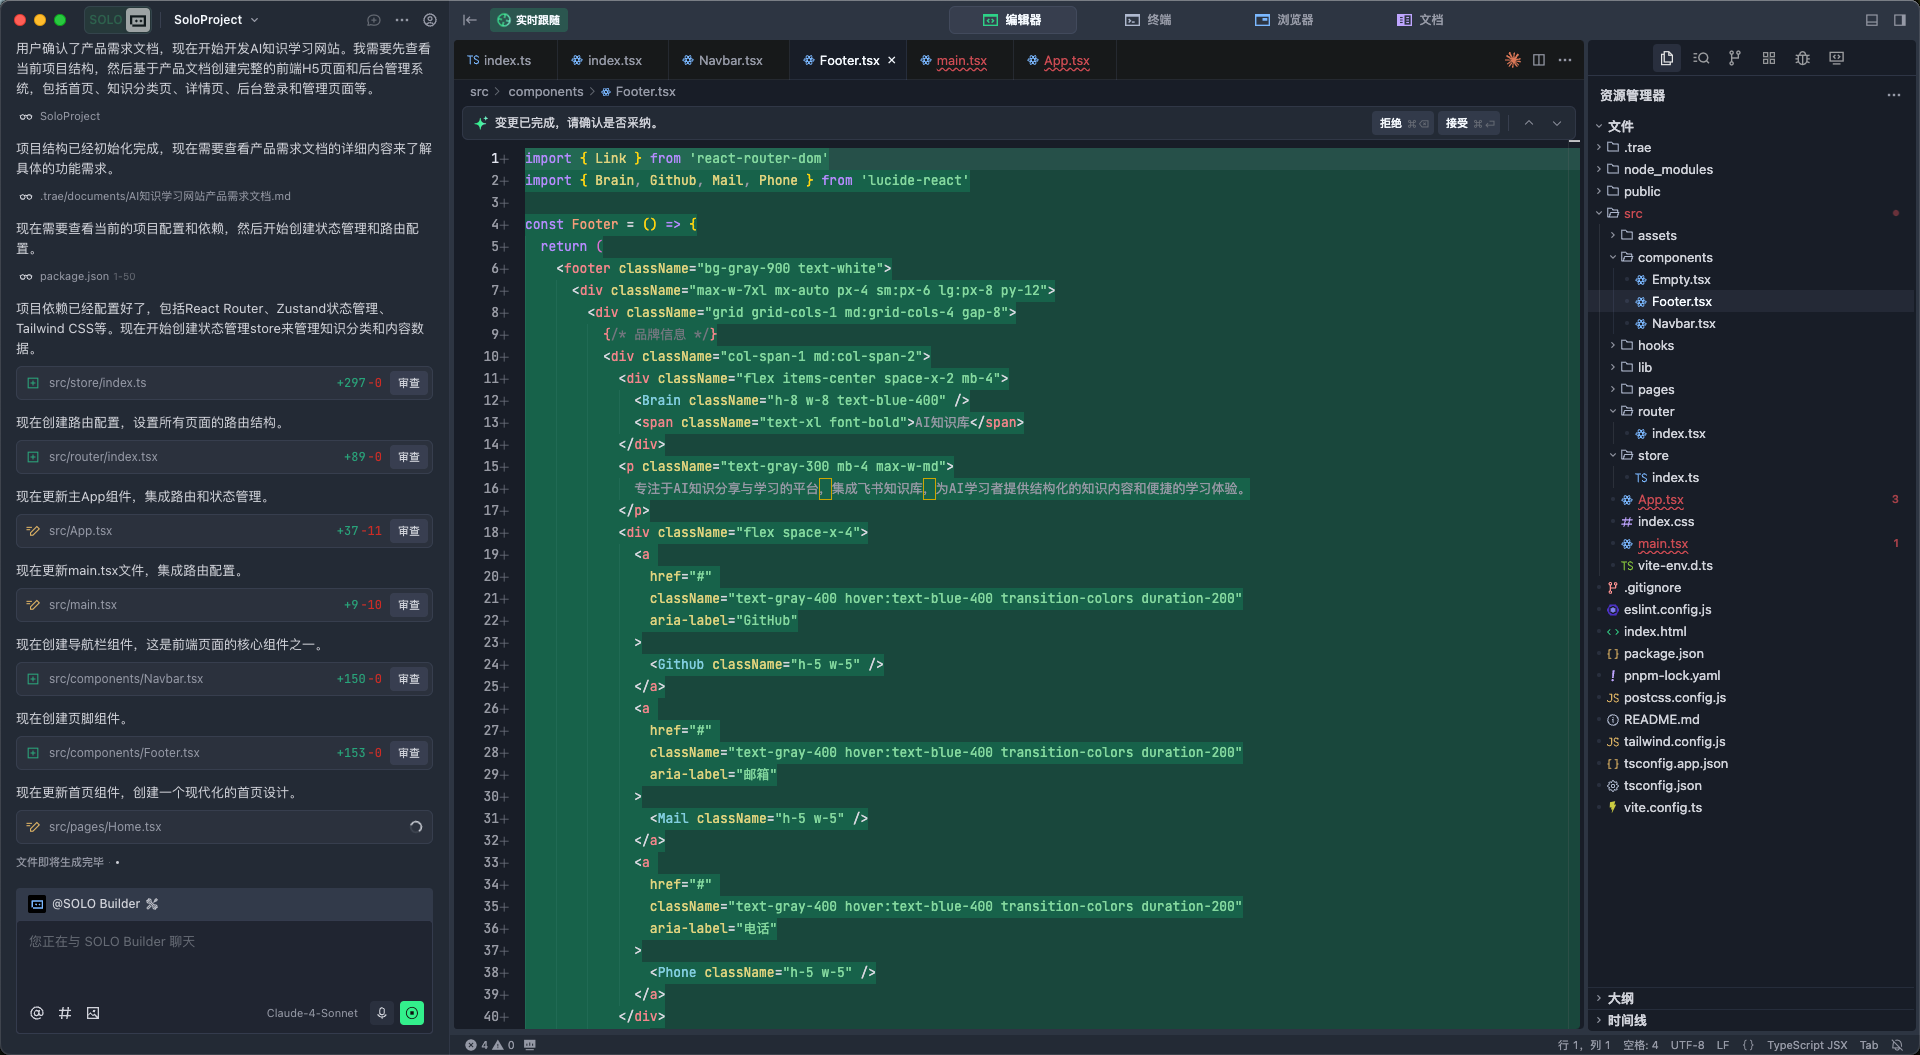 SOLO
SoloProject
用户确认了产品需求文档，现在开始开发AI知识学习网站。我需要先查看
当前项目结构，然后基于产品文档创建完整的前端H5页面和后台管理系
统，包括首页、知识分类页、详情页、后台登录和管理页面等。
SoloProject
项目结构已经初始化完成，现在需要查看产品需求文档的详细内容来了解
具体的功能需求。
.trae/documents/AI知识学习网站产品需求文档.md
现在需要查看当前的项目配置和依赖，然后开始创建状态管理和路由配
置。
package.json 1-50
项目依赖已经配置好了，包括React Router、Zustand状态管理、
Tailwind CSS等。现在开始创建状态管理store来管理知识分类和内容数
据。
src/store/index.ts +297 -0 审查
现在创建路由配置，设置所有页面的路由结构。
src/router/index.tsx +89 -0 审查
现在更新主App组件，集成路由和状态管理。
src/App.tsx +37 -11 审查
现在更新main.tsx文件，集成路由配置。
src/main.tsx +9 -10 审查
现在创建导航栏组件，这是前端页面的核心组件之一。
src/components/Navbar.tsx +150 -0 审查
现在创建页脚组件。
src/components/Footer.tsx +153 -0 审查
现在更新首页组件，创建一个现代化的首页设计。
src/pages/Home.tsx
文件即将生成完毕
@SOLO Builder
您正在与 SOLO Builder 聊天
Claude-4-Sonnet
实时跟随
编辑器 终端 浏览器 文档
TS index.ts index.tsx Navbar.tsx Footer.tsx × main.tsx App.tsx
src > components > Footer.tsx
变更已完成，请确认是否采纳。 拒绝 接受
1+ import { Link } from 'react-router-dom'
2+ import { Brain, Github, Mail, Phone } from 'lucide-react'
3+
4+ const Footer = () => {
5+ return (
6+ <footer className="bg-gray-900 text-white">
7+ <div className="max-w-7xl mx-auto px-4 sm:px-6 lg:px-8 py-12">
8+ <div className="grid grid-cols-1 md:grid-cols-4 gap-8">
9+ {/* 品牌信息 */}
10+ <div className="col-span-1 md:col-span-2">
11+ <div className="flex items-center space-x-2 mb-4">
12+ <Brain className="h-8 w-8 text-blue-400" />
13+ <span className="text-xl font-bold">AI知识库</span>
14+ </div>
15+ <p className="text-gray-300 mb-4 max-w-md">
16+ 专注于AI知识分享与学习的平台，集成飞书知识库，为AI学习者提供结构化的知识内容和便捷的学习体验。
17+ </p>
18+ <div className="flex space-x-4">
19+ <a
20+ href="#"
21+ className="text-gray-400 hover:text-blue-400 transition-colors duration-200"
22+ aria-label="GitHub"
23+ >
24+ <Github className="h-5 w-5" />
25+ </a>
26+ <a
27+ href="#"
28+ className="text-gray-400 hover:text-blue-400 transition-colors duration-200"
29+ aria-label="邮箱"
30+ >
31+ <Mail className="h-5 w-5" />
32+ </a>
33+ <a
34+ href="#"
35+ className="text-gray-400 hover:text-blue-400 transition-colors duration-200"
36+ aria-label="电话"
37+ >
38+ <Phone className="h-5 w-5" />
39+ </a>
40+ </div>
资源管理器
文件
.trae
node_modules
public
src
assets
components
Empty.tsx
Footer.tsx
Navbar.tsx
hooks
lib
pages
router
index.tsx
store
TS index.ts
App.tsx 3
# index.css
main.tsx 1
TS vite-env.d.ts
.gitignore
eslint.config.js
<> index.html
{} package.json
! pnpm-lock.yaml
JS postcss.config.js
README.md
JS tailwind.config.js
{} tsconfig.app.json
tsconfig.json
vite.config.ts
大纲
时间线
4 0
行 1，列 1 空格: 4 UTF-8 LF {} TypeScript JSX Tab